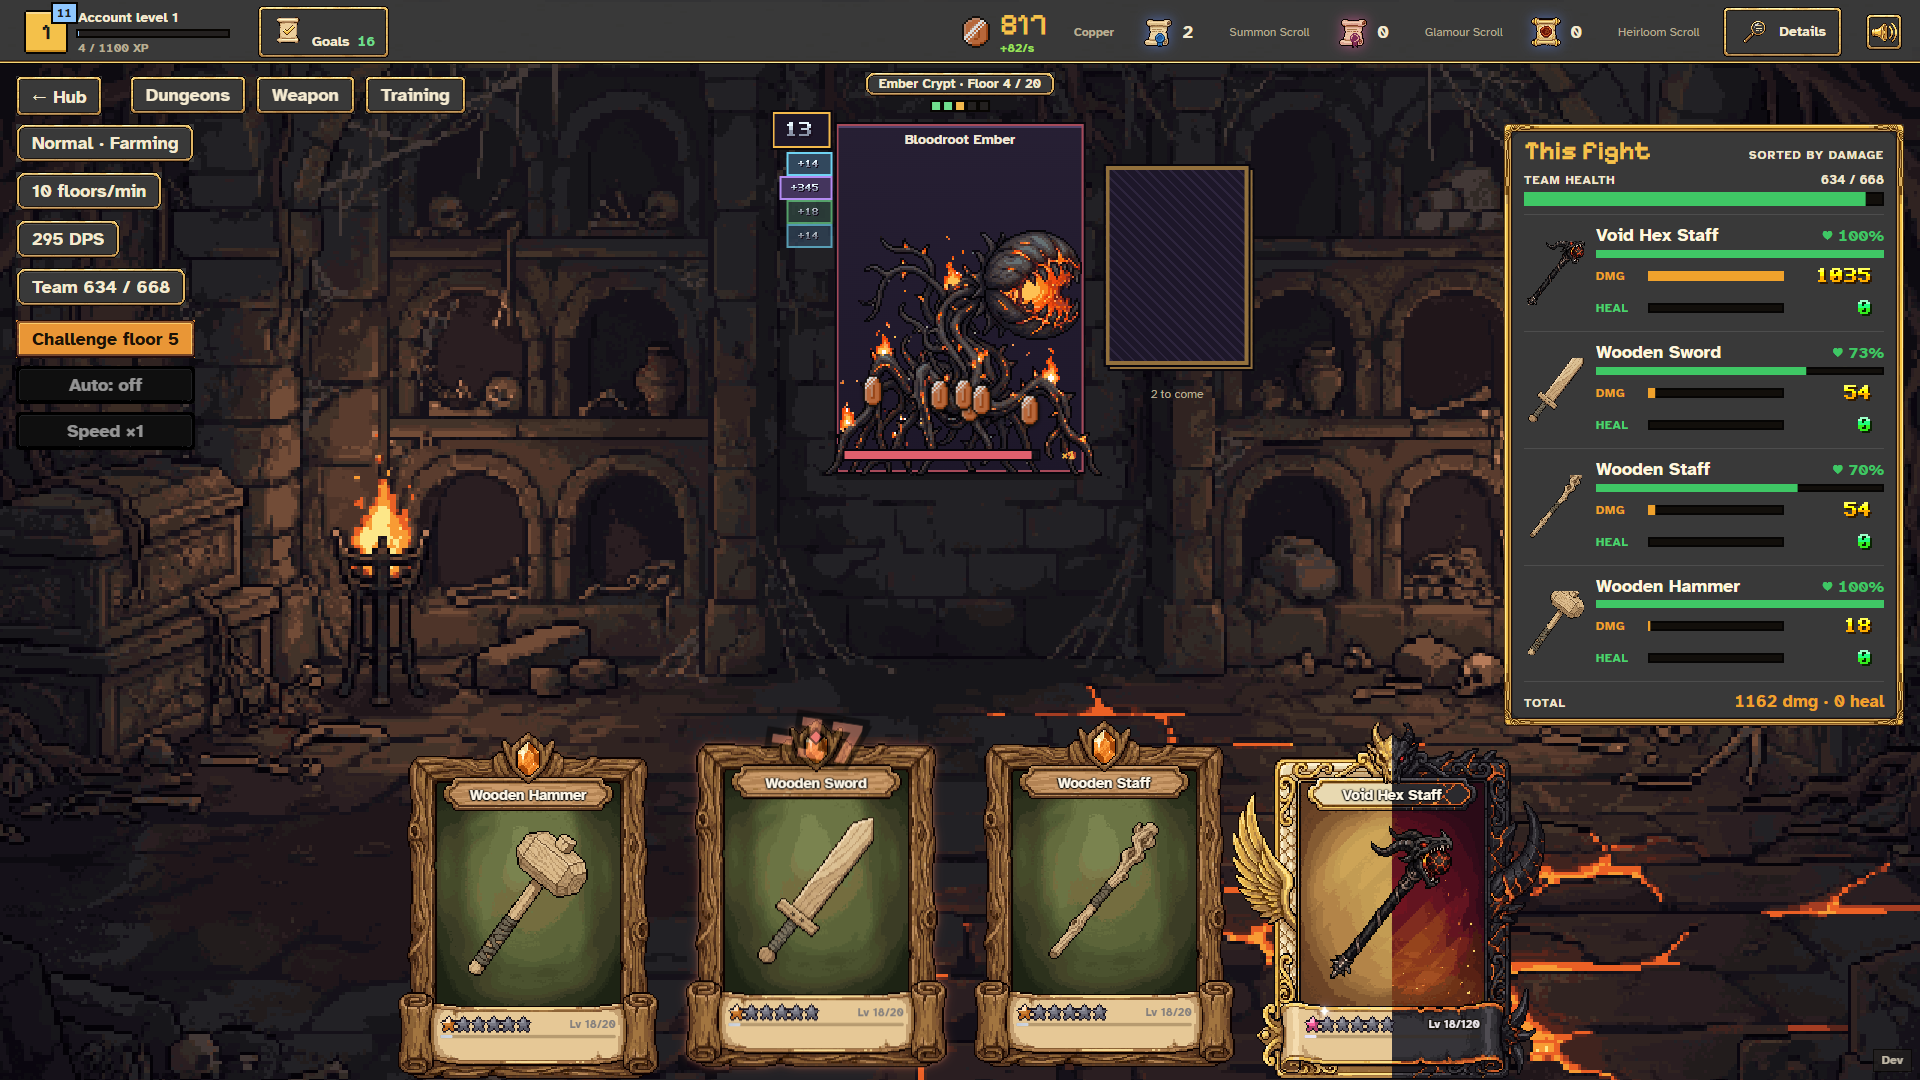 11
1
Account level 1
4 / 1100 XP
Goals 16
817
+82/s
Copper
2
Summon Scroll
0
Glamour Scroll
0
Heirloom Scroll
Details
← Hub
Dungeons
Weapon
Training
Normal · Farming
10 floors/min
295 DPS
Team 634 / 668
Challenge floor 5
Auto: off
Speed ×1
Ember Crypt · Floor 4 / 20
13
+14
+345
+18
+14
Bloodroot Ember
2 to come
This Fight
SORTED BY DAMAGE
TEAM HEALTH
634 / 668
Void Hex Staff
♥ 100%
DMG
1035
HEAL
0
Wooden Sword
♥ 73%
DMG
54
HEAL
0
Wooden Staff
♥ 70%
DMG
54
HEAL
0
Wooden Hammer
♥ 100%
DMG
18
HEAL
0
TOTAL
1162 dmg · 0 heal
Wooden Hammer
Lv 18/20
Wooden Sword
Lv 18/20
Wooden Staff
Lv 18/20
Void Hex Staff
Lv 18/120
Dev